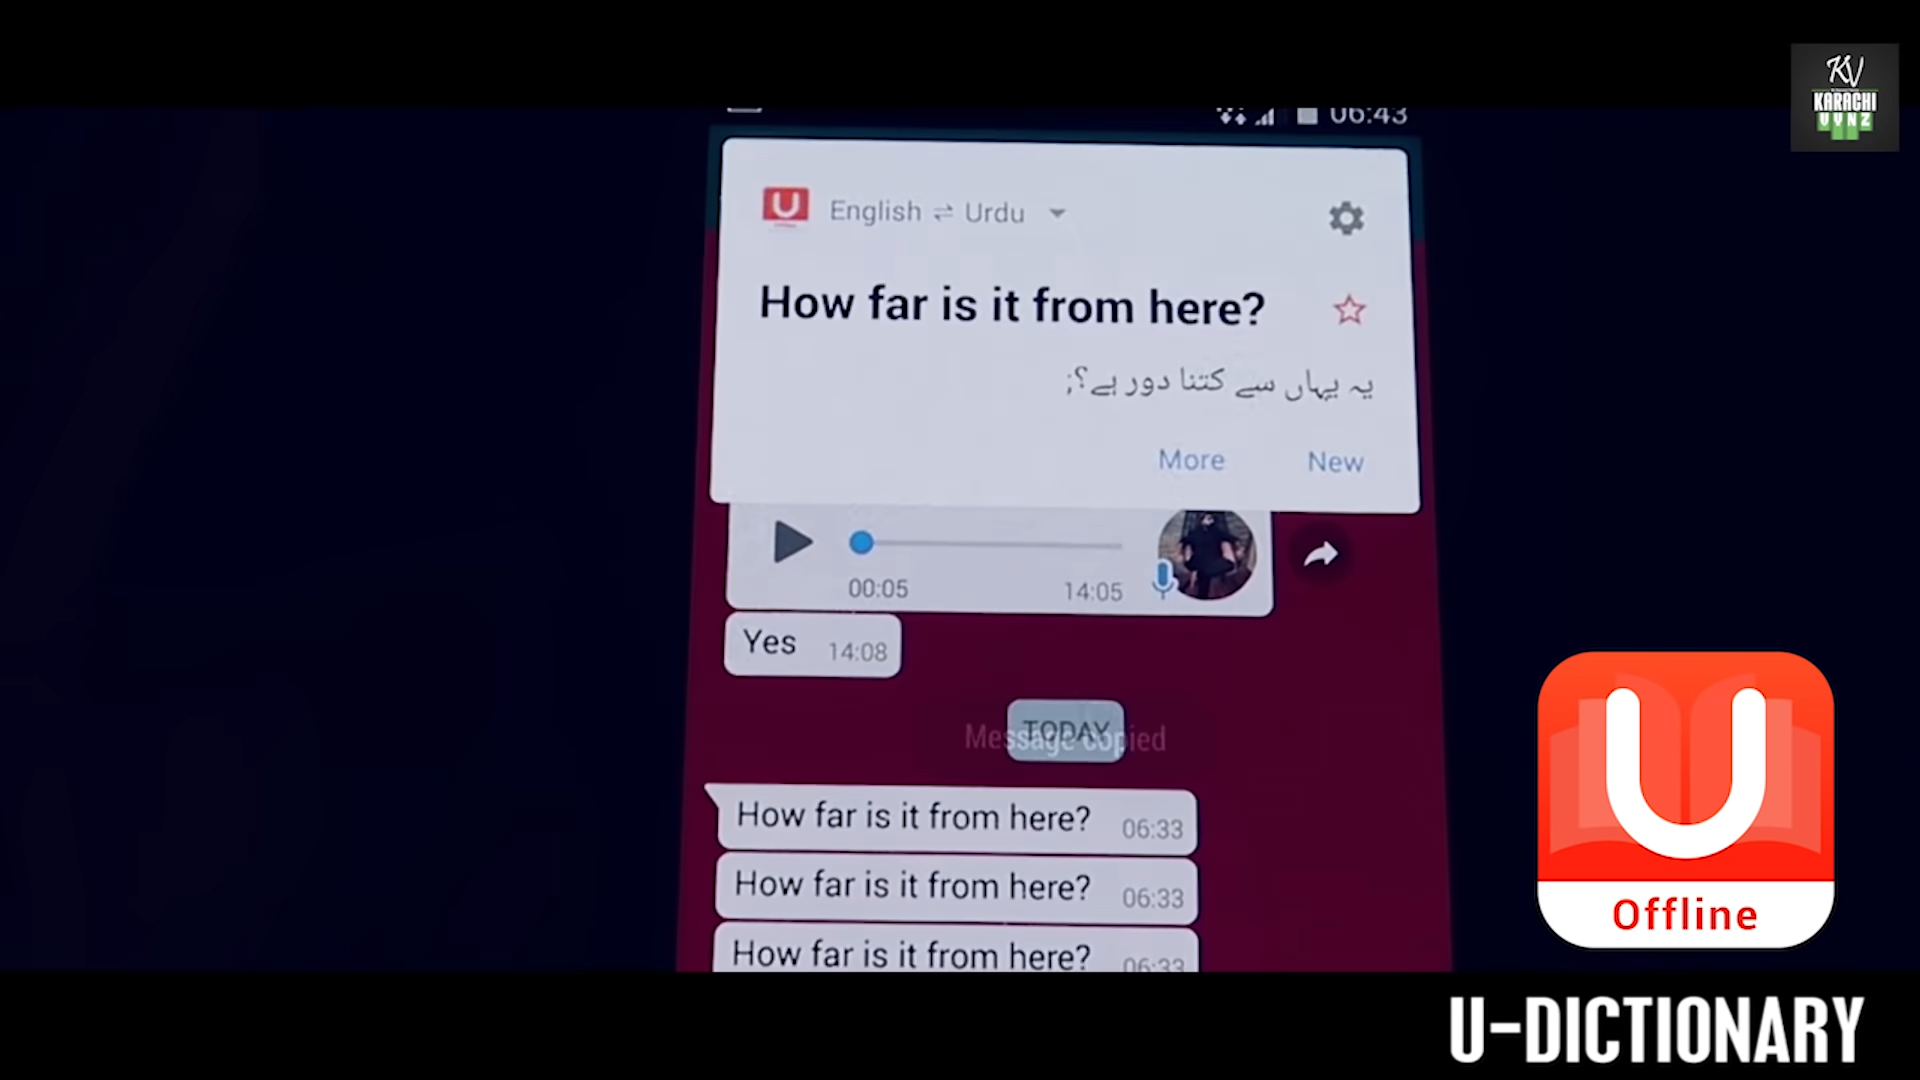 KV
KARACHI
VYNZ
06:43
U
English ⇌ Urdu
How far is it from here?
یہ یہاں سے کتنا دور ہے؟;
More New
00:05 14:05
Yes 14:08
TODAY
Message copied
How far is it from here? 06:33
How far is it from here? 06:33
How far is it from here? 06:33
U
Offline
U-DICTIONARY